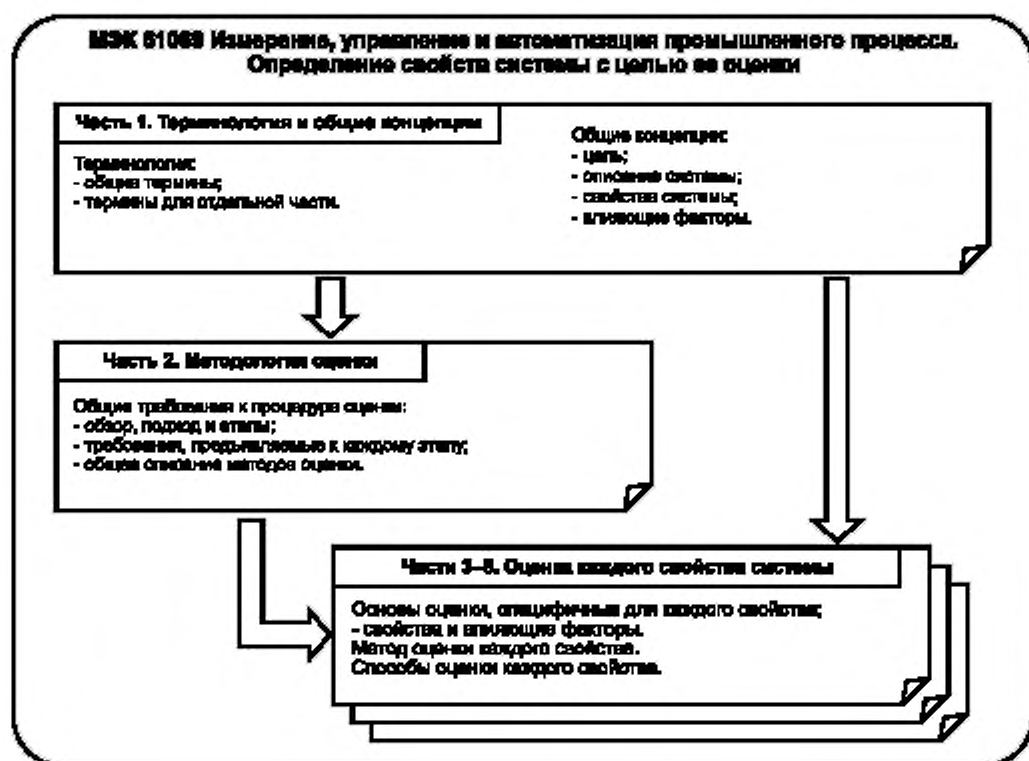 МЭК 61069 Измерение, управление и автоматизация промышленного процесса.
Определение свойств системы с целью ее оценки
Часть 1. Терминология и общие концепции
Терминология:
- общие термины;
- термины для отдельной части.
Общие концепции:
- цель;
- описание системы;
- свойства системы;
- влияющие факторы.
Часть 2. Методология оценки
Общие требования к процедуре оценки:
- обзор, подход и этапы;
- требования, предъявляемые к каждому этапу;
- общее описание методов оценки.
Части 3–8. Оценка каждого свойства системы
Основы оценки, специфичные для каждого свойства;
- свойства и влияющие факторы.
Метод оценки каждого свойства.
Способы оценки каждого свойства.